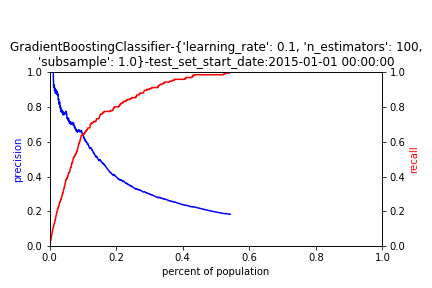 GradientBoostingClassifier-{'learning_rate': 0.1, 'n_estimators': 100,
'subsample': 1.0}-test_set_start_date:2015-01-01 00:00:00
1.0 1.0
0.8 0.8
0.6 0.6
precision recall
0.4 0.4
0.2 0.2
0.0 0.0
0.0 0.2 0.4 0.6 0.8 1.0
percent of population